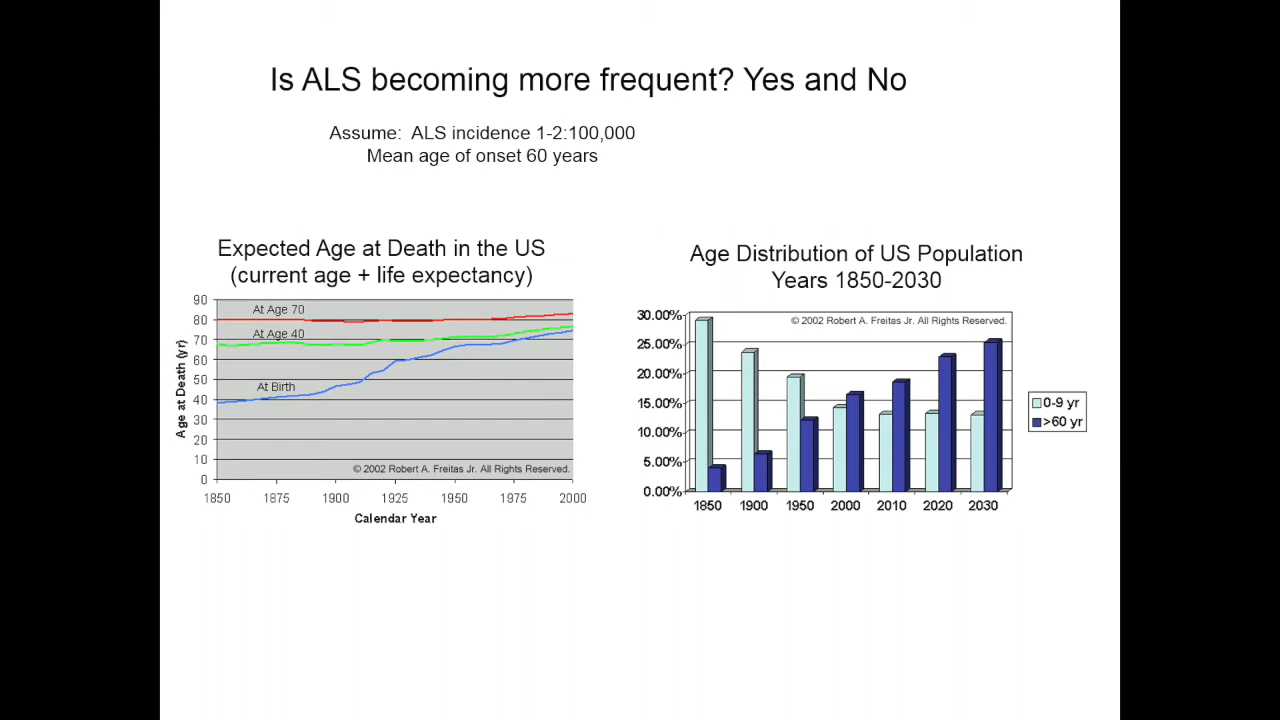 Is ALS becoming more frequent? Yes and No
Assume:  ALS incidence 1-2:100,000
Mean age of onset 60 years
Expected Age at Death in the US
(current age + life expectancy)
90
80
70
60
50
40
30
20
10
0
Age at Death (yr)
At Age 70
At Age 40
At Birth
© 2002 Robert A. Freitas Jr. All Rights Reserved.
1850 1875 1900 1925 1950 1975 2000
Calendar Year
Age Distribution of US Population
Years 1850-2030
30.00%
25.00%
20.00%
15.00%
10.00%
5.00%
0.00%
© 2002 Robert A. Freitas Jr. All Rights Reserved.
1850 1900 1950 2000 2010 2020 2030
0-9 yr
>60 yr